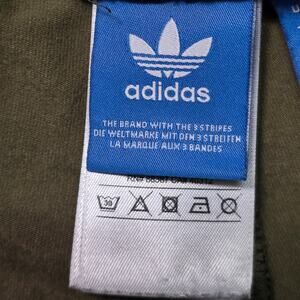 adidas
THE BRAND WITH THE 3 STRIPES
DIE WELTMARKE MIT DEN 3 STREIFEN
LA MARQUE AUX 3 BANDES
30